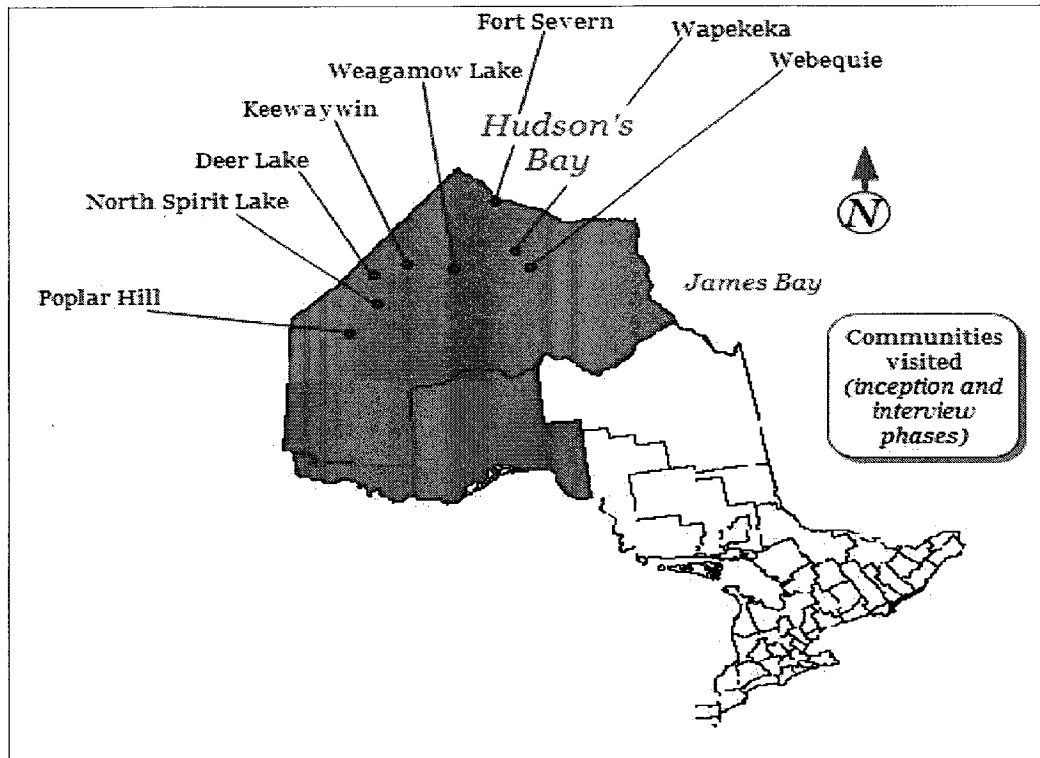 Fort Severn
Wapekeka
Weagamow Lake
Webequie
Keewaywin
Hudson's
Bay
Deer Lake
North Spirit Lake
N
James Bay
Poplar Hill
Communities
visited
(inception and
interview
phases)